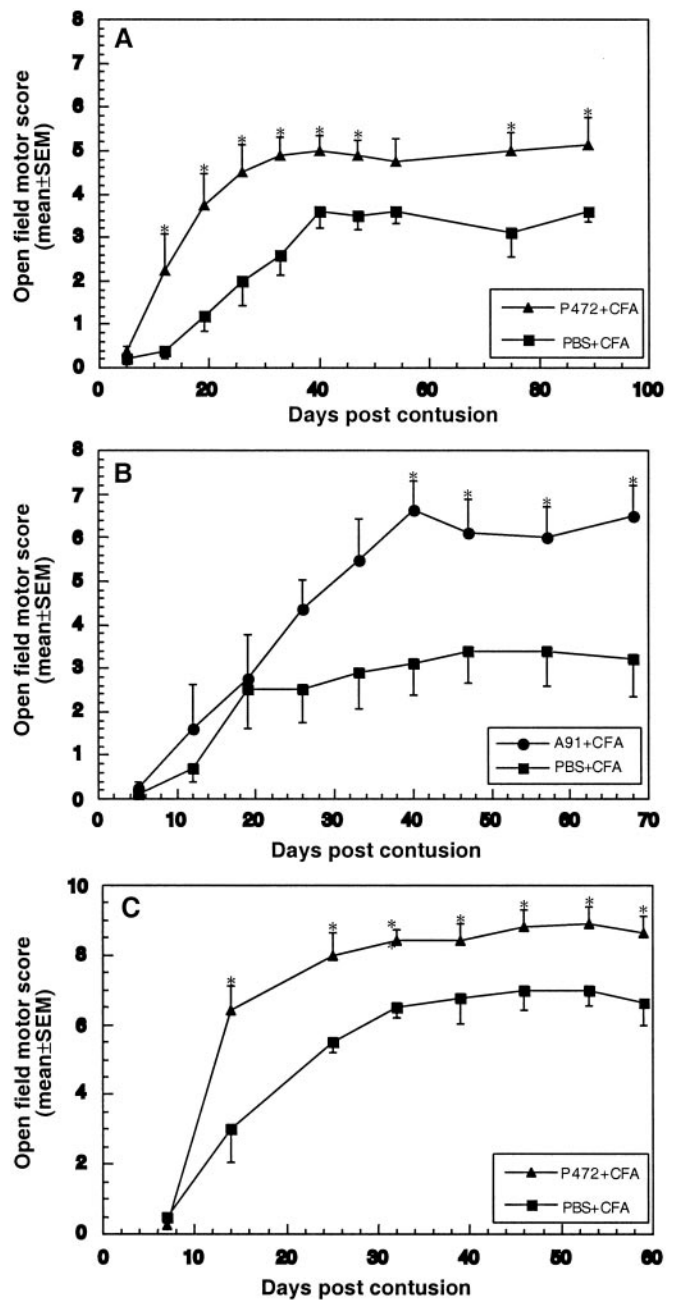 A
8
7
6
5
4
3
2
1
0
Open field motor score
(mean±SEM)
* * * * * * * *
P472+CFA
PBS+CFA
0 20 40 60 80 100
Days post contusion
B
8
7
6
5
4
3
2
1
0
Open field motor score
(mean±SEM)
* * * *
A91+CFA
PBS+CFA
0 10 20 30 40 50 60 70
Days post contusion
C
10
8
6
4
2
0
Open field motor score
(mean±SEM)
* * * * * * *
*
P472+CFA
PBS+CFA
0 10 20 30 40 50 60
Days post contusion